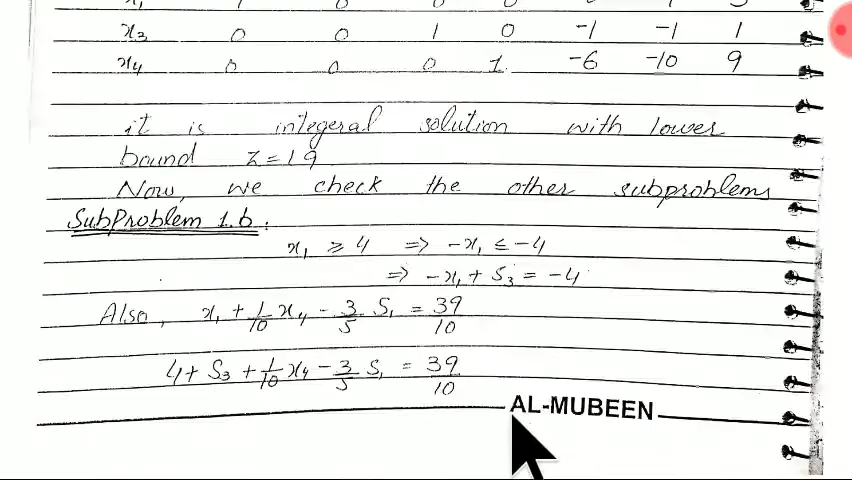 x₃ 0 0 1 0 -1 -1 1
x₄ 0 0 0 1 -6 -10 9
it is integeral solution with lower
bound z=19
Now, we check the other subproblems
SubProblem 1.b:
x₁ ≥ 4 ⇒ -x₁ ≤ -4
⇒ -x₁ + S₃ = -4
Also, x₁ + 1/10 x₄ - 3/5 S₁ = 39/10
4 + S₃ + 1/10 x₄ - 3/5 S₁ = 39/10
AL-MUBEEN